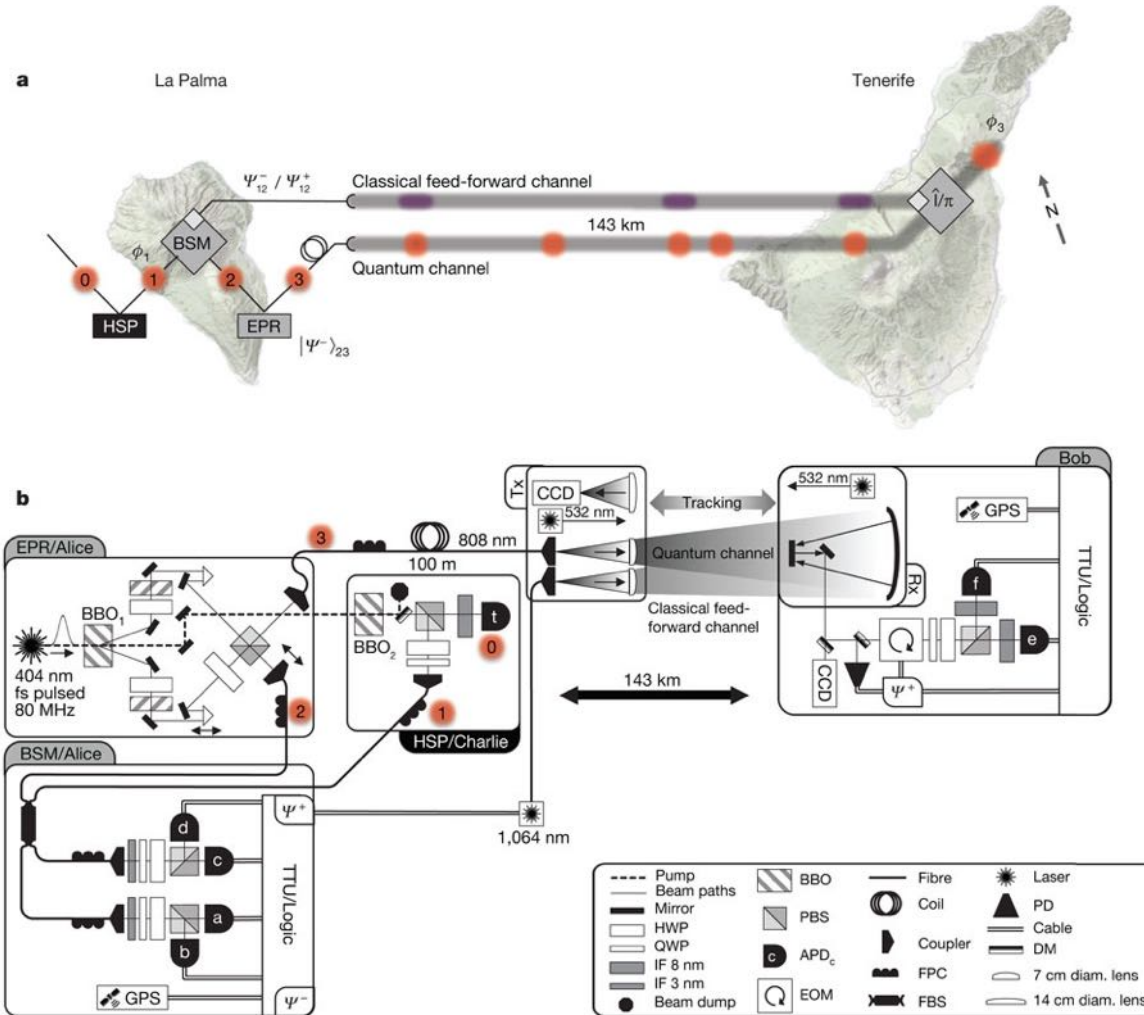 a
La Palma
Tenerife
ϕ₃
Ψ⁻₁₂ / Ψ⁺₁₂
Classical feed-forward channel
Î/π
N
ϕ₁
BSM
143 km
0
1
2
3
Quantum channel
HSP
EPR
|Ψ⁻⟩₂₃
b
Bob
Tx
CCD
532 nm
Tracking
532 nm
GPS
EPR/Alice
3
808 nm
100 m
Quantum channel
Rx
TTU/Logic
f
BBO₁
BBO₂
t
0
Classical feed-
forward channel
e
404 nm
fs pulsed
80 MHz
2
1
143 km
CCD
Ψ⁺
HSP/Charlie
BSM/Alice
Ψ⁺
d
1,064 nm
c
TTU/Logic
a
b
GPS
Ψ⁻
Pump
Beam paths
Mirror
HWP
QWP
IF 8 nm
IF 3 nm
Beam dump
BBO
PBS
c
APD꜀
EOM
Fibre
Coil
Coupler
FPC
FBS
Laser
PD
Cable
DM
7 cm diam. lens
14 cm diam. lens